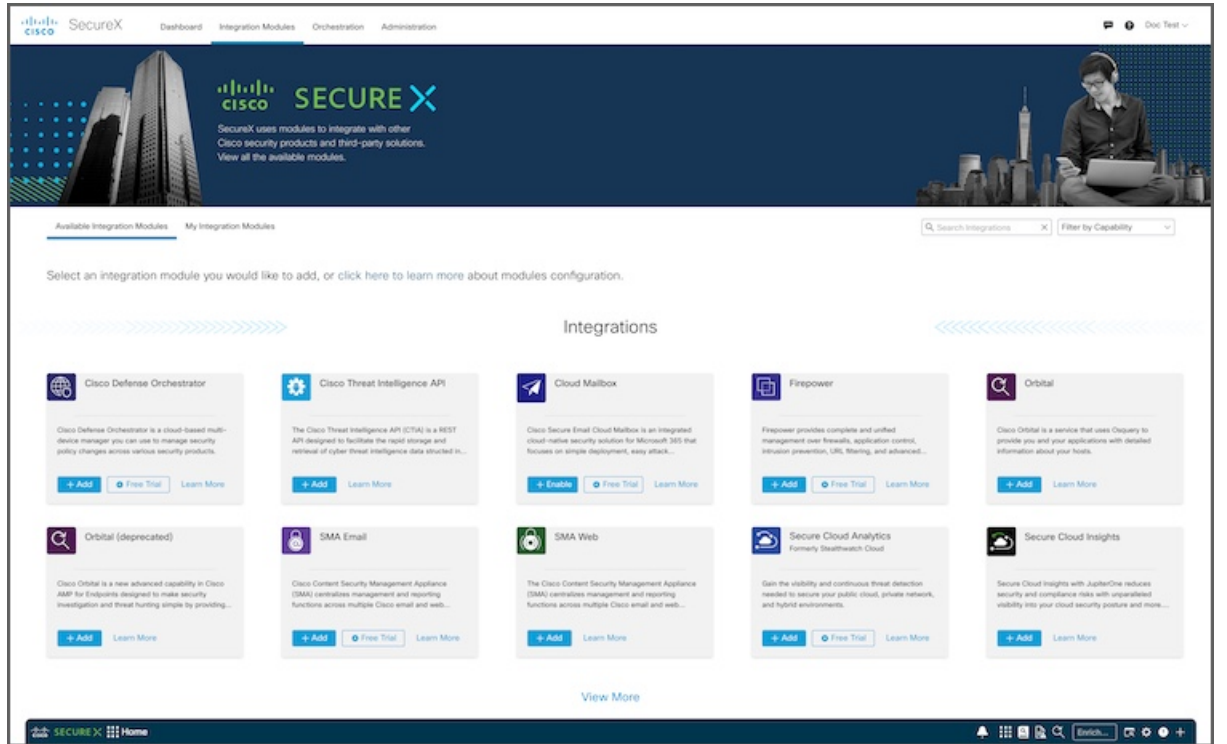 CISCO SecureX Dashboard Integration Modules Orchestration Administration Doc Test
CISCO SECURE X
SecureX uses modules to integrate with other
Cisco security products and third-party solutions.
View all the available modules.
Available Integration Modules My Integration Modules Search Integrations Filter by Capability
Select an integration module you would like to add, or click here to learn more about modules configuration.
Integrations
Cisco Defense Orchestrator
Cisco Defense Orchestrator is a cloud-based multi-
device manager you can use to manage security
policy changes across various security products.
+ Add Free Trial Learn More
Cisco Threat Intelligence API
The Cisco Threat Intelligence API (CTIA) is a REST
API designed to facilitate the rapid storage and
retrieval of cyber threat intelligence data structed in...
+ Add Learn More
Cloud Mailbox
Cisco Secure Email Cloud Mailbox is an integrated
cloud-native security solution for Microsoft 365 that
focuses on simple deployment, easy attack...
+ Enable Free Trial Learn More
Firepower
Firepower provides complete and unified
management over firewalls, application control,
intrusion prevention, URL filtering, and advanced...
+ Add Free Trial Learn More
Orbital
Cisco Orbital is a service that uses Osquery to
provide you and your applications with detailed
information about your hosts.
+ Add Learn More
Orbital (deprecated)
Cisco Orbital is a new advanced capability in Cisco
AMP for Endpoints designed to make security
investigation and threat hunting simple by providing...
+ Add Learn More
SMA Email
Cisco Content Security Management Appliance
(SMA) centralizes management and reporting
functions across multiple Cisco email and web...
+ Add Free Trial Learn More
SMA Web
The Cisco Content Security Management Appliance
(SMA) centralizes management and reporting
functions across multiple Cisco email and web...
+ Add Learn More
Secure Cloud Analytics
Formerly Stealthwatch Cloud
Gain the visibility and continuous threat detection
needed to secure your public cloud, private network,
and hybrid environments.
+ Add Free Trial Learn More
Secure Cloud Insights
Secure Cloud Insights with JupiterOne reduces
security and compliance risks with unparalleled
visibility into your cloud security posture and more....
+ Add Learn More
View More
CISCO SECURE X Home Enrich...